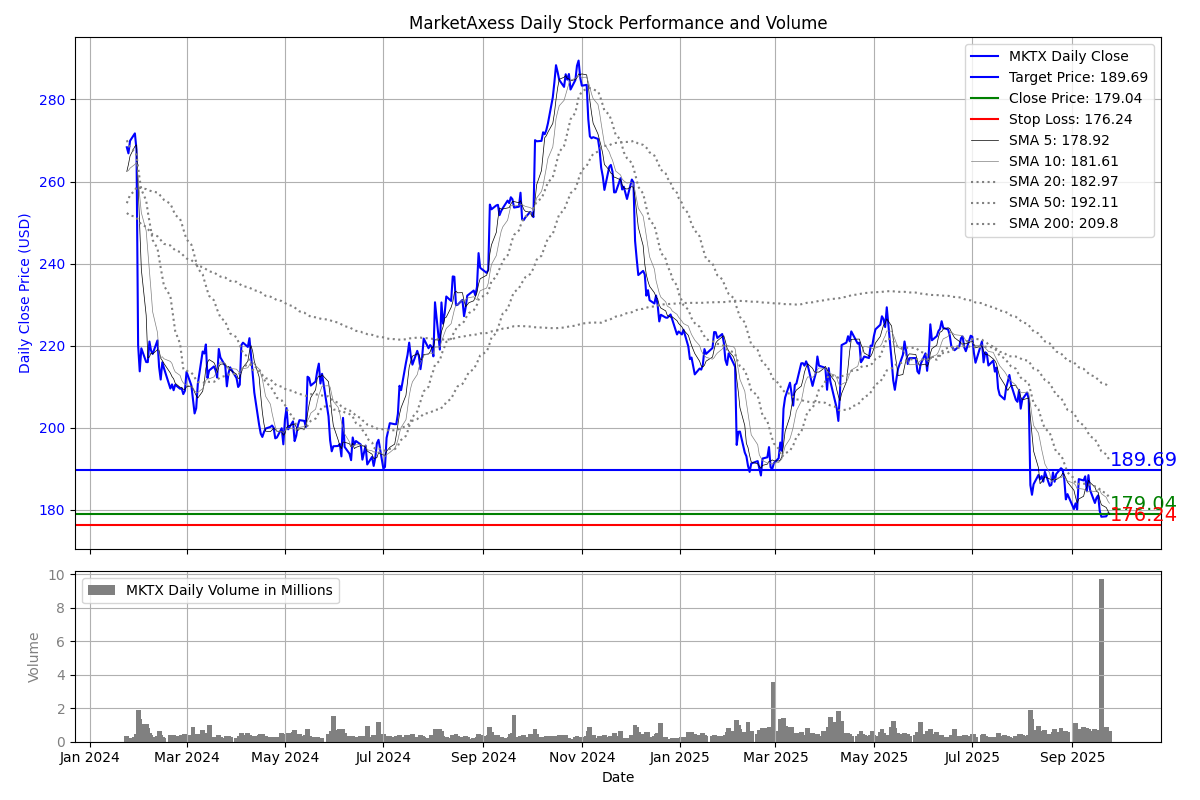 MarketAxess Daily Stock Performance and Volume
Daily Close Price (USD)
280
260
240
220
200
180
MKTX Daily Close
Target Price: 189.69
Close Price: 179.04
Stop Loss: 176.24
SMA 5: 178.92
SMA 10: 181.61
SMA 20: 182.97
SMA 50: 192.11
SMA 200: 209.8
189.69
179.04
176.24
Volume
10
8
6
4
2
0
MKTX Daily Volume in Millions
Jan 2024
Mar 2024
May 2024
Jul 2024
Sep 2024
Nov 2024
Jan 2025
Mar 2025
May 2025
Jul 2025
Sep 2025
Date